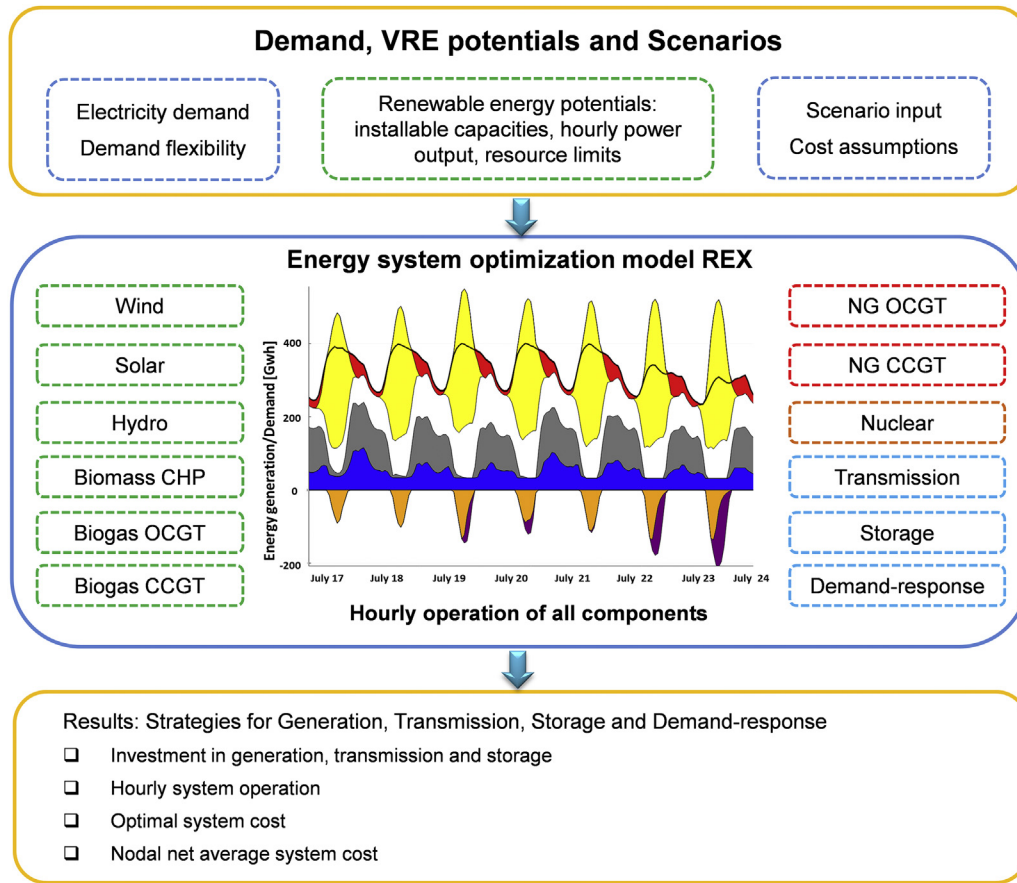 Demand, VRE potentials and Scenarios
Electricity demand
Demand flexibility
Renewable energy potentials:
installable capacities, hourly power
output, resource limits
Scenario input
Cost assumptions
Energy system optimization model REX
Wind
Solar
Hydro
Biomass CHP
Biogas OCGT
Biogas CCGT
Energy generation/Demand [Gwh]
400
200
0
-200
July 17
July 18
July 19
July 20
July 21
July 22
July 23
July 24
Hourly operation of all components
NG OCGT
NG CCGT
Nuclear
Transmission
Storage
Demand-response
Results: Strategies for Generation, Transmission, Storage and Demand-response
❑ Investment in generation, transmission and storage
❑ Hourly system operation
❑ Optimal system cost
❑ Nodal net average system cost